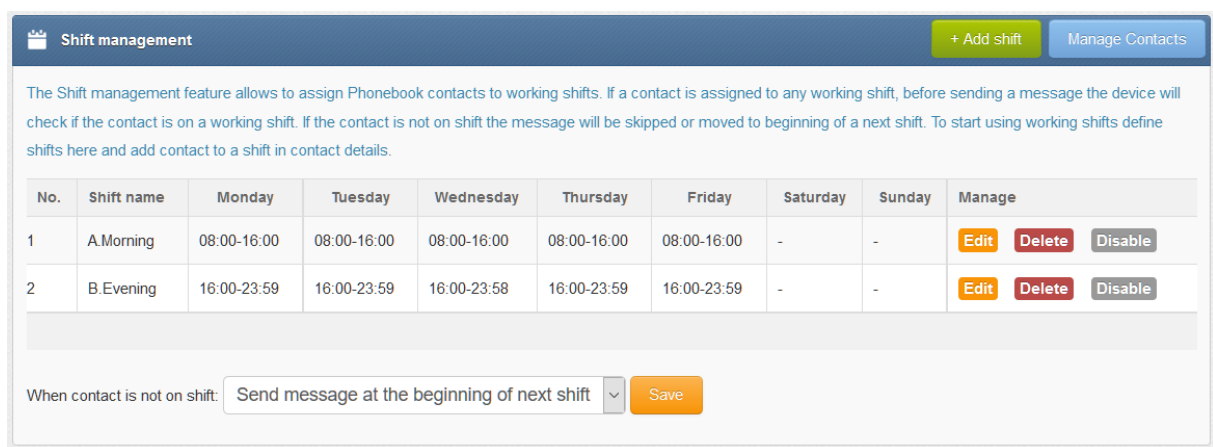 Shift management + Add shift Manage Contacts
The Shift management feature allows to assign Phonebook contacts to working shifts. If a contact is assigned to any working shift, before sending a message the device will
check if the contact is on a working shift. If the contact is not on shift the message will be skipped or moved to beginning of a next shift. To start using working shifts define
shifts here and add contact to a shift in contact details.
No. Shift name Monday Tuesday Wednesday Thursday Friday Saturday Sunday Manage
1 A.Morning 08:00-16:00 08:00-16:00 08:00-16:00 08:00-16:00 08:00-16:00 - - Edit Delete Disable
2 B.Evening 16:00-23:59 16:00-23:59 16:00-23:58 16:00-23:59 16:00-23:59 - - Edit Delete Disable
When contact is not on shift: Send message at the beginning of next shift Save